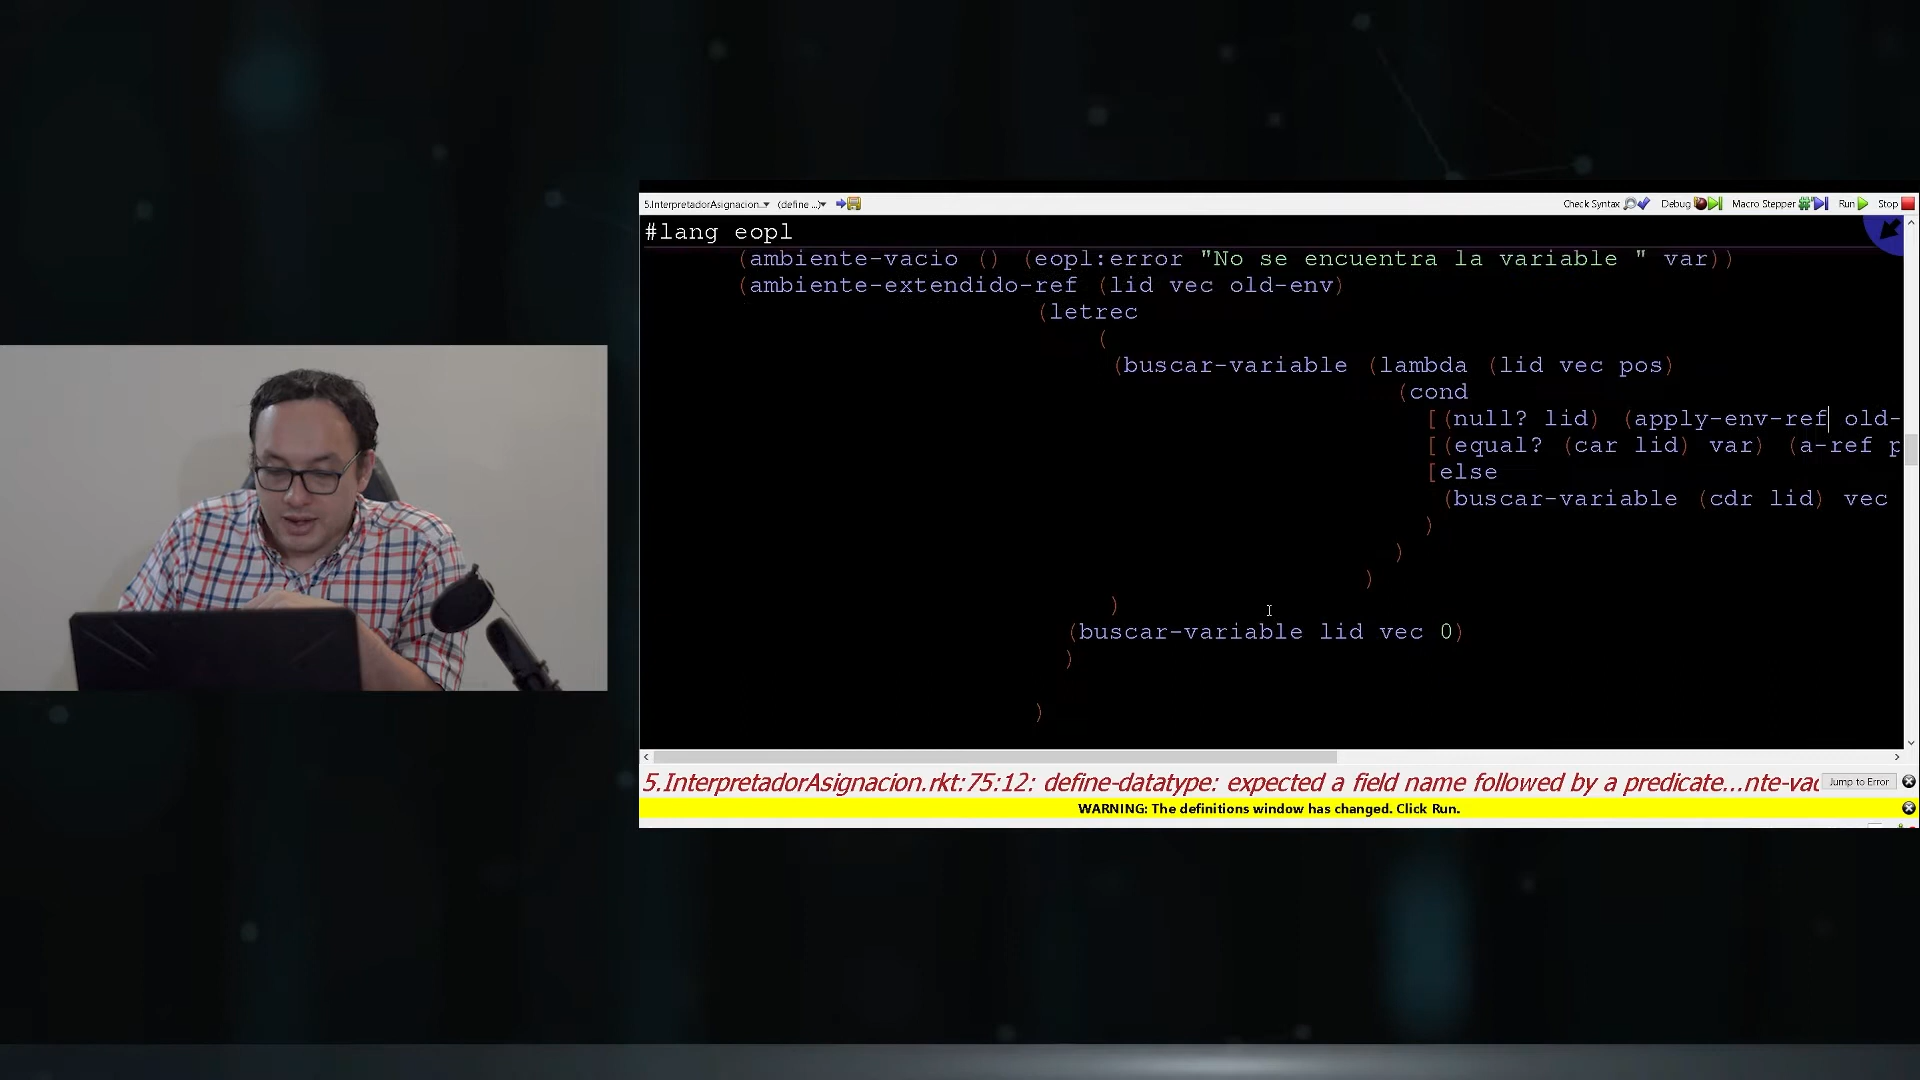 5.InterpretadorAsignacion... (define ...) Check Syntax Debug Macro Stepper Run Stop
#lang eopl
(ambiente-vacio () (eopl:error "No se encuentra la variable " var))
(ambiente-extendido-ref (lid vec old-env)
(letrec
(
(buscar-variable (lambda (lid vec pos)
(cond
[(null? lid) (apply-env-ref old-
[(equal? (car lid) var) (a-ref p
[else
(buscar-variable (cdr lid) vec
)
)
)
)
(buscar-variable lid vec 0)
)
)
5.InterpretadorAsignacion.rkt:75:12: define-datatype: expected a field name followed by a predicate...nte-vac Jump to Error
WARNING: The definitions window has changed. Click Run.